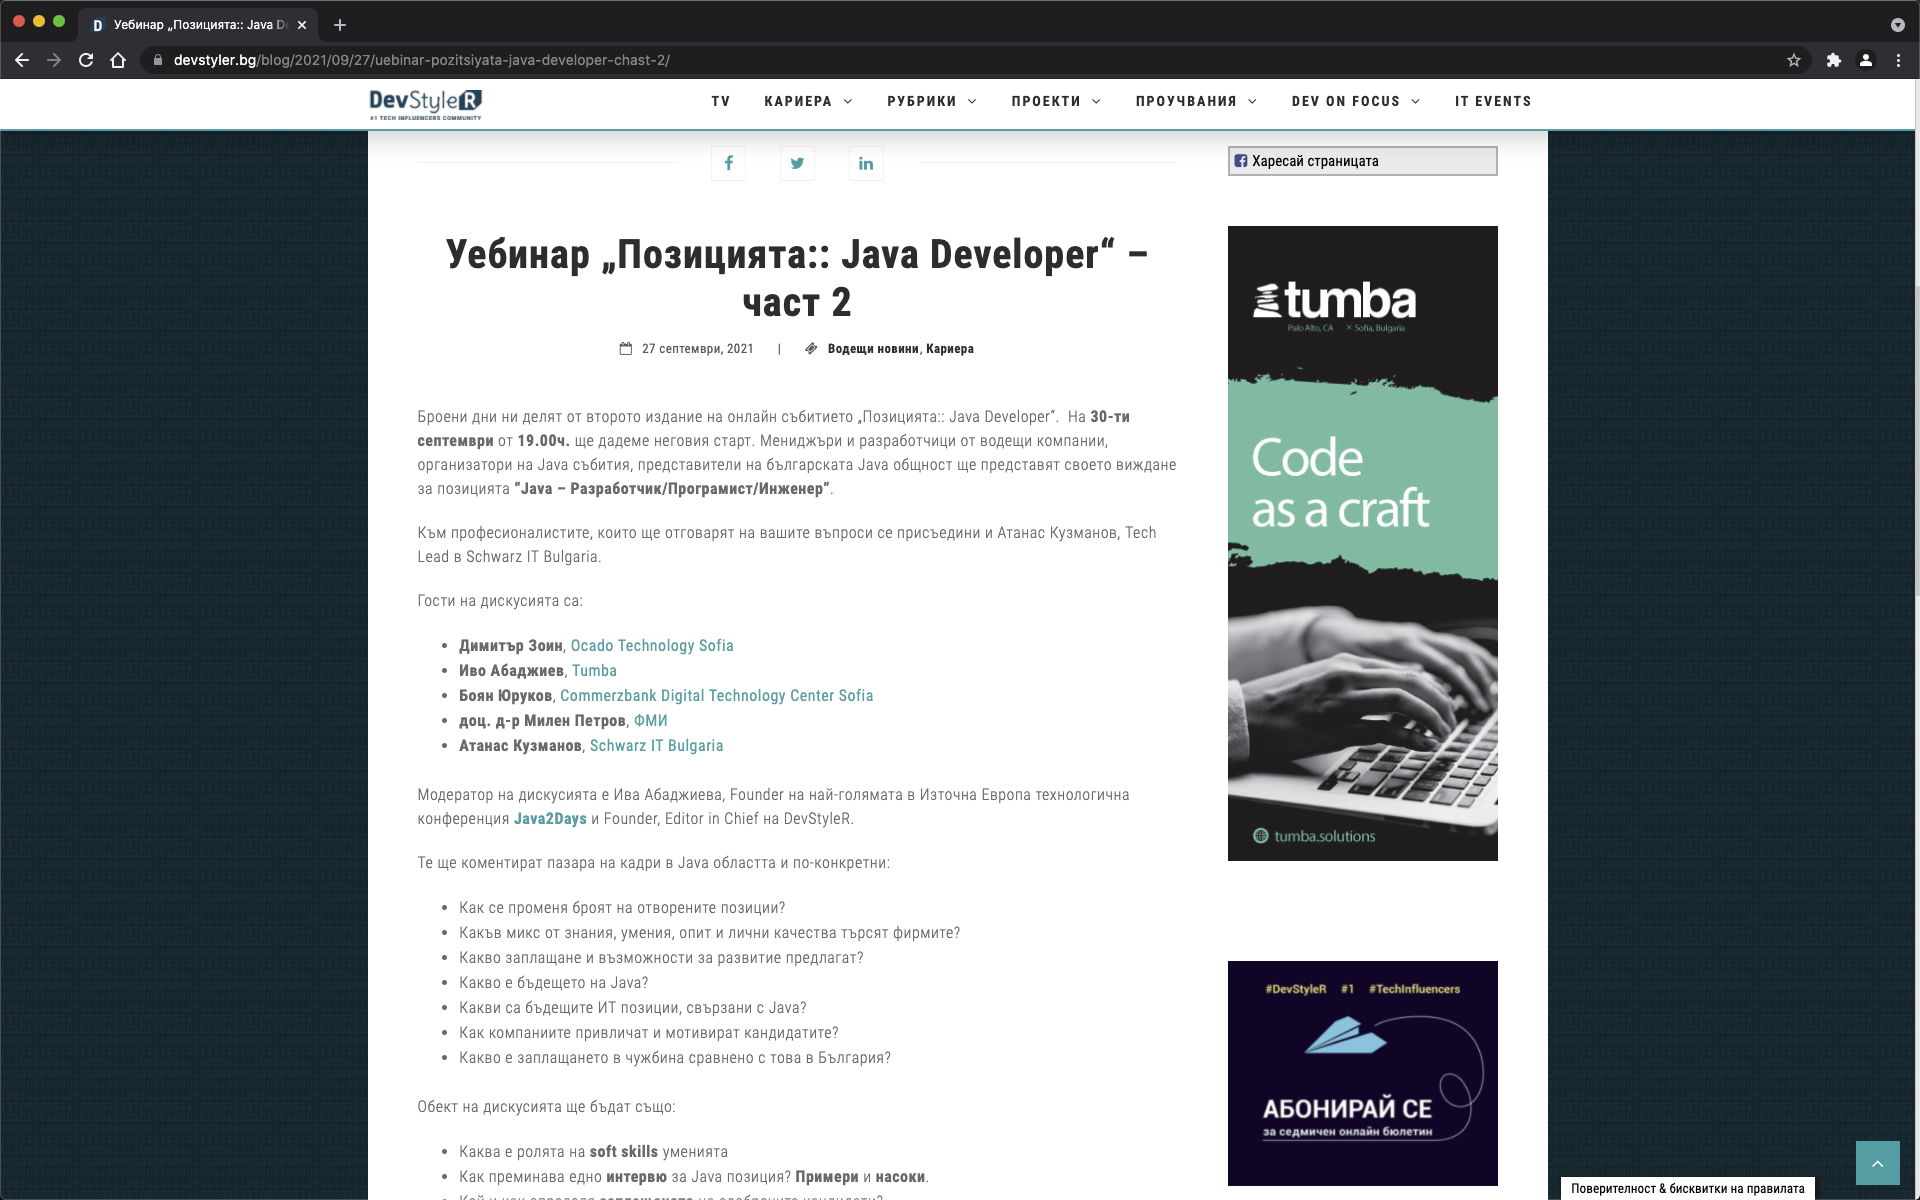 Уебинар „Позицията:: Java D
devstyler.bg/blog/2021/09/27/uebinar-pozitsiyata-java-developer-chast-2/
DevStyleR
#1 TECH INFLUENCERS COMMUNITY
TV КАРИЕРА РУБРИКИ ПРОЕКТИ ПРОУЧВАНИЯ DEV ON FOCUS IT EVENTS
Харесай страницата
Уебинар „Позицията:: Java Developer“ –
част 2
27 септември, 2021 | Водещи новини, Кариера
Броени дни ни делят от второто издание на онлайн събитието „Позицията:: Java Developer“. На 30-ти
септември от 19.00ч. ще дадеме неговия старт. Мениджъри и разработчици от водещи компании,
организатори на Java събития, представители на българската Java общност ще представят своето виждане
за позицията “Java – Разработчик/Програмист/Инженер”.
Към професионалистите, които ще отговарят на вашите въпроси се присъедини и Атанас Кузманов, Tech
Lead в Schwarz IT Bulgaria.
Гости на дискусията са:
Димитър Зоин, Ocado Technology Sofia
Иво Абаджиев, Tumba
Боян Юруков, Commerzbank Digital Technology Center Sofia
доц. д-р Милен Петров, ФМИ
Атанас Кузманов, Schwarz IT Bulgaria
Модератор на дискусията е Ива Абаджиева, Founder на най-голямата в Източна Европа технологична
конференция Java2Days и Founder, Editor in Chief на DevStyleR.
Те ще коментират пазара на кадри в Java областта и по-конкретни:
Как се променя броят на отворените позиции?
Какъв микс от знания, умения, опит и лични качества търсят фирмите?
Какво заплащане и възможности за развитие предлагат?
Какво е бъдещето на Java?
Какви са бъдещите ИТ позиции, свързани с Java?
Как компаниите привличат и мотивират кандидатите?
Какво е заплащането в чужбина сравнено с това в България?
Обект на дискусията ще бъдат също:
Каква е ролята на soft skills уменията
Как преминава едно интервю за Java позиция? Примери и насоки.
tumba
Palo Alto, CA × Sofia, Bulgaria
Code
as a craft
tumba.solutions
#DevStyleR #1 #TechInfluencers
АБОНИРАЙ СЕ
за седмичен онлайн бюлетин
Поверителност & бисквитки на правилата